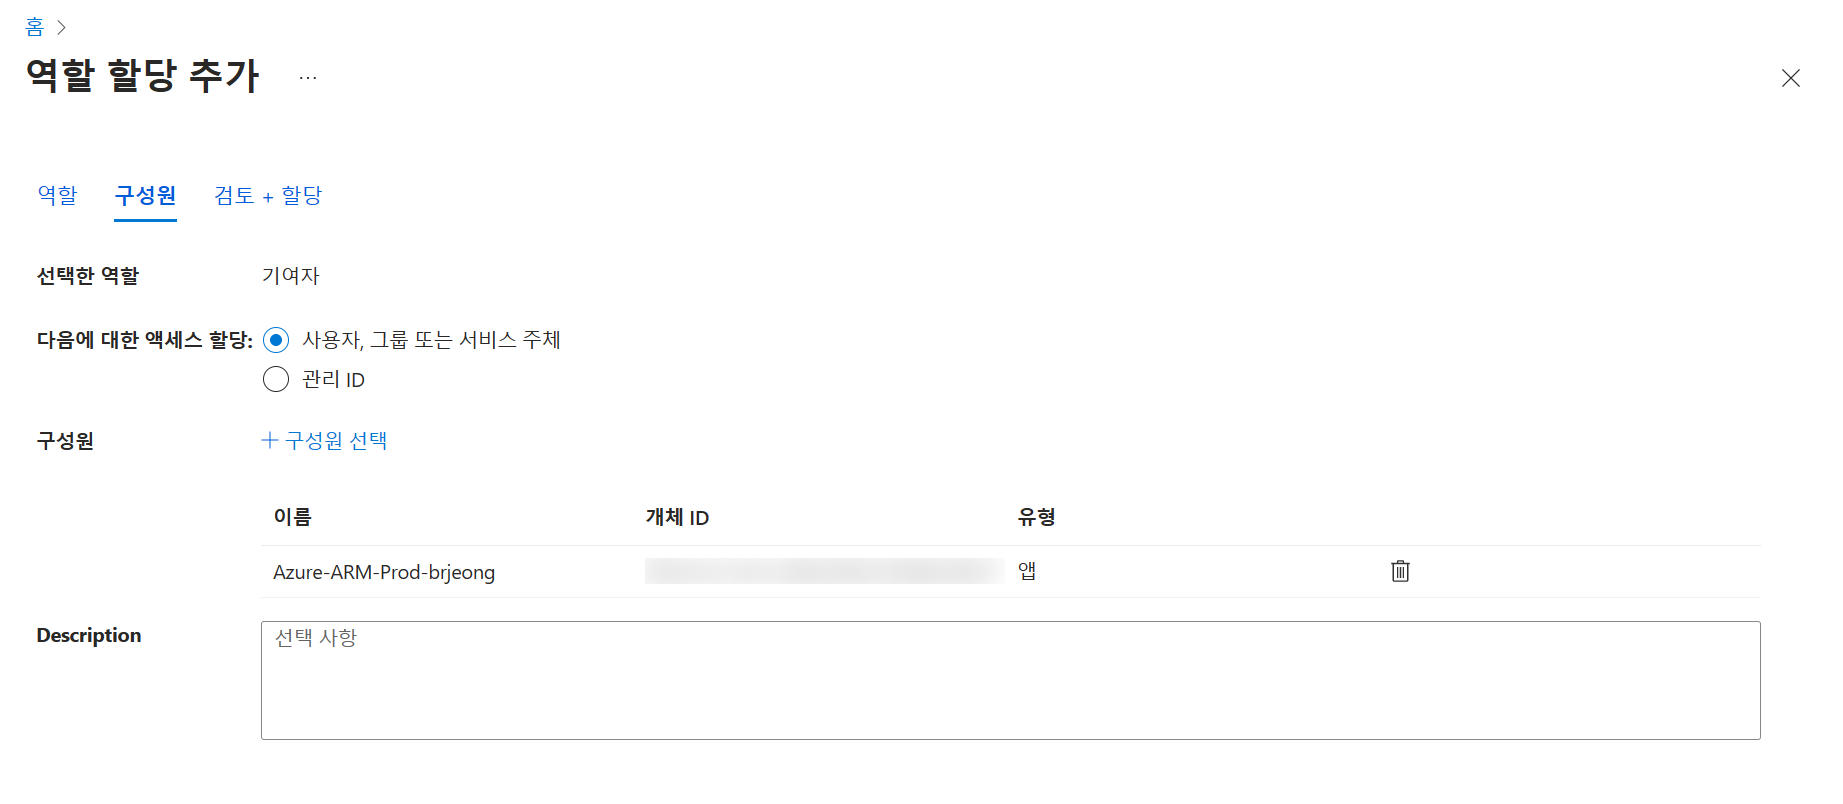 홈
역할 할당 추가 ...
역할 구성원 검토 + 할당
선택한 역할 기여자
다음에 대한 액세스 할당: 사용자, 그룹 또는 서비스 주체
관리 ID
구성원 + 구성원 선택
이름 개체 ID 유형
Azure-ARM-Prod-brjeong 앱
Description 선택 사항